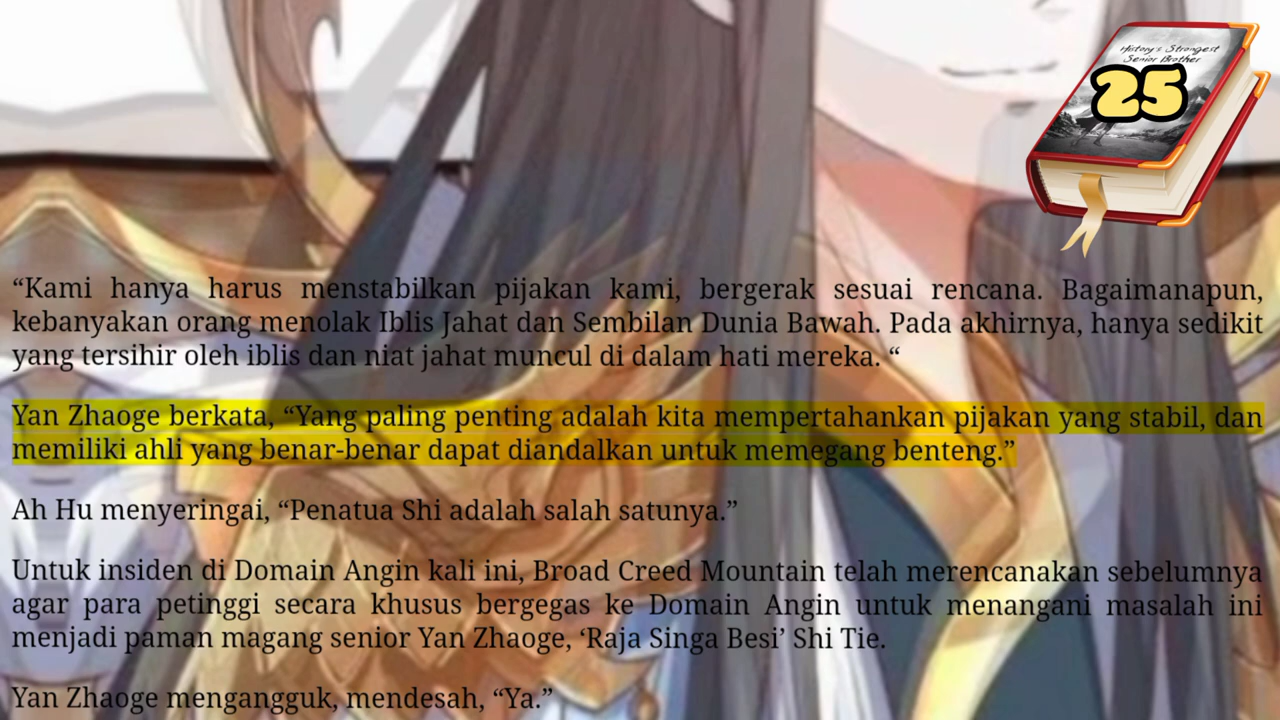 History's Strongest
Senior Brother
25
“Kami hanya harus menstabilkan pijakan kami, bergerak sesuai rencana. Bagaimanapun,
kebanyakan orang menolak Iblis Jahat dan Sembilan Dunia Bawah. Pada akhirnya, hanya sedikit
yang tersihir oleh iblis dan niat jahat muncul di dalam hati mereka. “
Yan Zhaoge berkata, “Yang paling penting adalah kita mempertahankan pijakan yang stabil, dan
memiliki ahli yang benar-benar dapat diandalkan untuk memegang benteng.”
Ah Hu menyeringai, “Penatua Shi adalah salah satunya.”
Untuk insiden di Domain Angin kali ini, Broad Creed Mountain telah merencanakan sebelumnya
agar para petinggi secara khusus bergegas ke Domain Angin untuk menangani masalah ini
menjadi paman magang senior Yan Zhaoge, ‘Raja Singa Besi’ Shi Tie.
Yan Zhaoge mengangguk, mendesah, “Ya.”